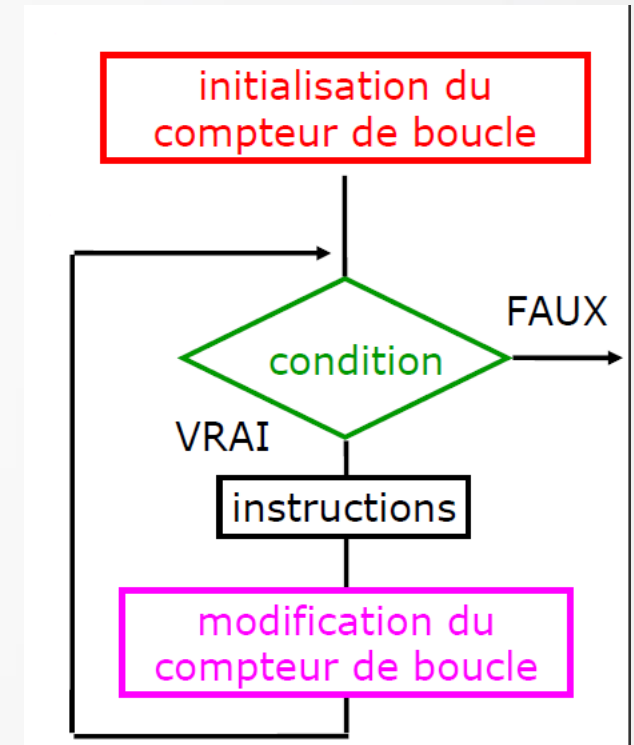 initialisation du
compteur de boucle
FAUX
condition
VRAI
instructions
modification du
compteur de boucle